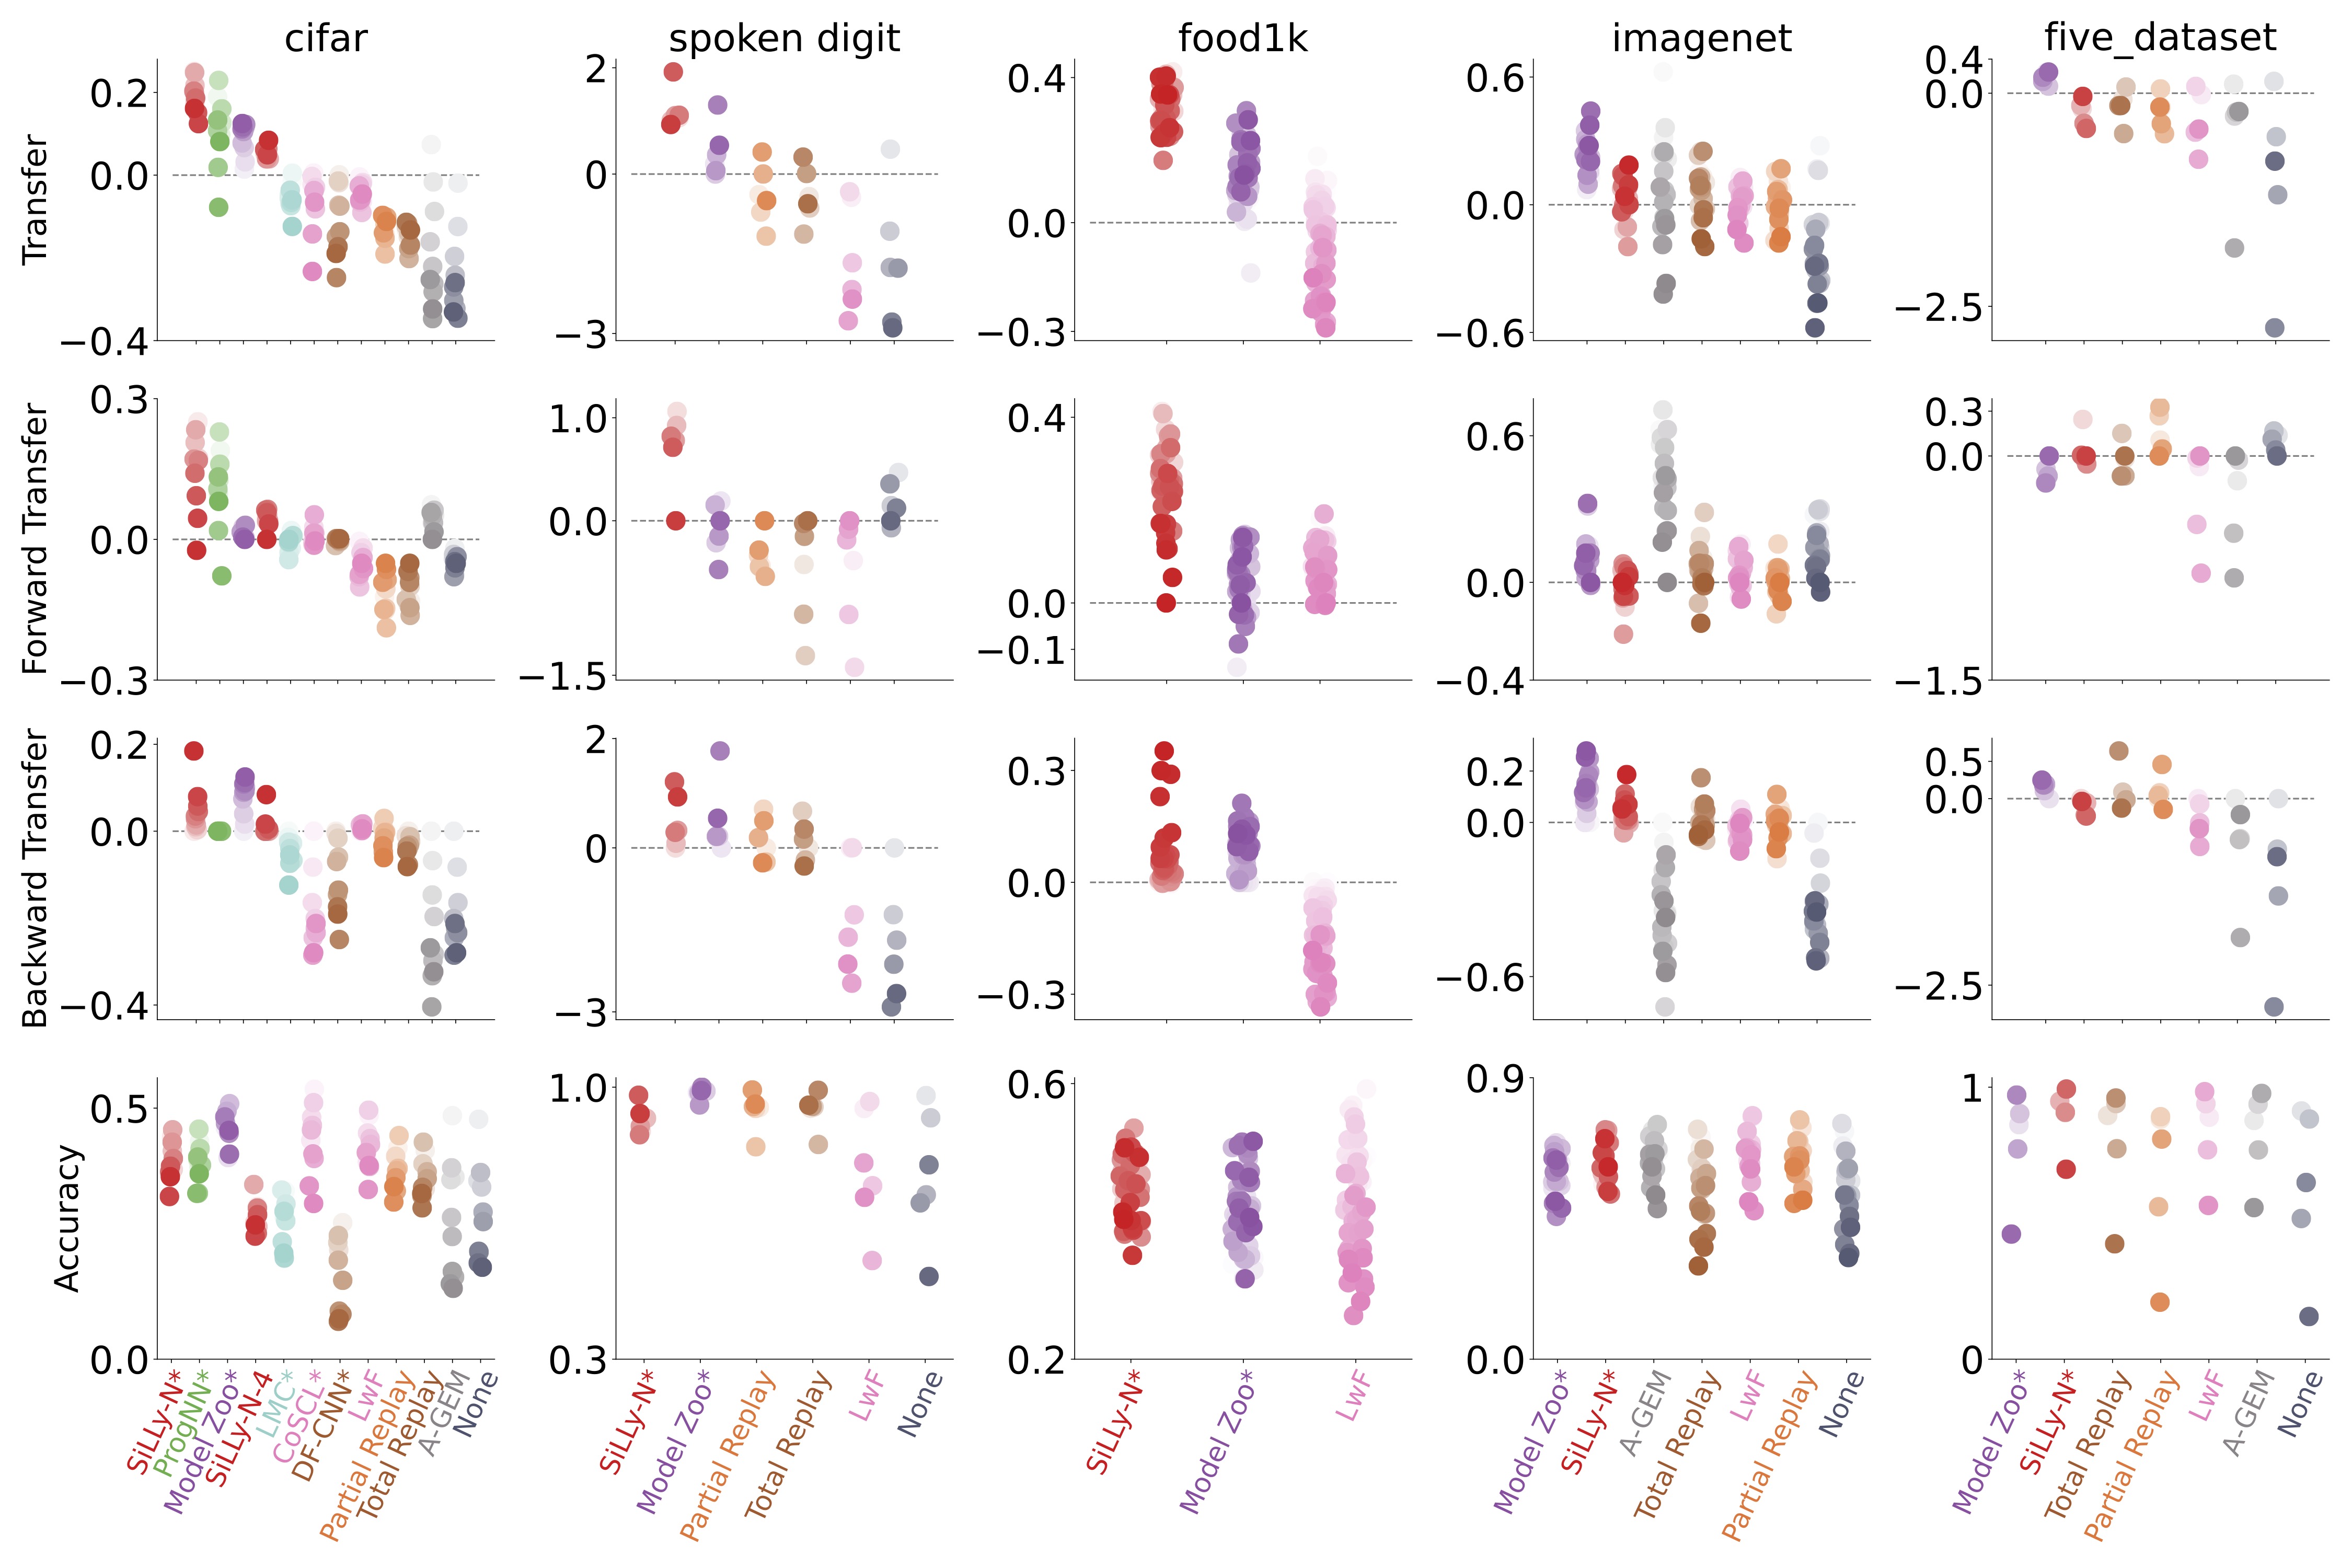 cifar
spoken digit
food1k
imagenet
five_dataset
Transfer
0.2
0.0
−0.4
2
0
−3
0.4
0.0
−0.3
0.6
0.0
−0.6
0.4
0.0
−2.5
Forward Transfer
0.3
0.0
−0.3
1.0
0.0
−1.5
0.4
0.0
−0.1
0.6
0.0
−0.4
0.3
0.0
−1.5
Backward Transfer
0.2
0.0
−0.4
2
0
−3
0.3
0.0
−0.3
0.2
0.0
−0.6
0.5
0.0
−2.5
Accuracy
0.5
0.0
1.0
0.3
0.6
0.2
0.9
0.0
1
0
SiLLy-N*
ProgNN*
Model Zoo*
SiLLy-N-4
LMC*
CoSCL*
DF-CNN*
LwF
Partial Replay
Total Replay
A-GEM
None
SiLLy-N*
Model Zoo*
Partial Replay
Total Replay
LwF
None
SiLLy-N*
Model Zoo*
LwF
Model Zoo*
SiLLy-N*
A-GEM
Total Replay
LwF
Partial Replay
None
Model Zoo*
SiLLy-N*
Total Replay
Partial Replay
LwF
A-GEM
None